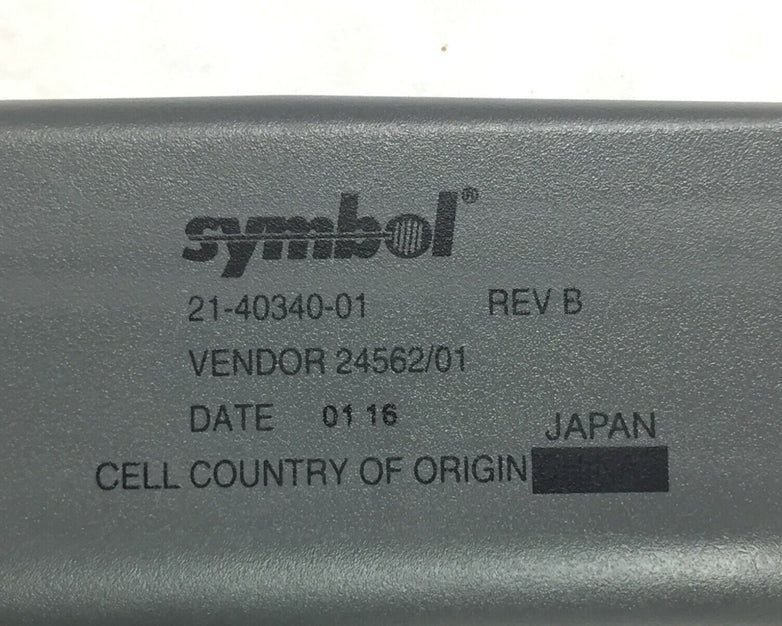 symbol®
21-40340-01 REV B
VENDOR 24562/01
DATE 01 16
JAPAN
CELL COUNTRY OF ORIGIN